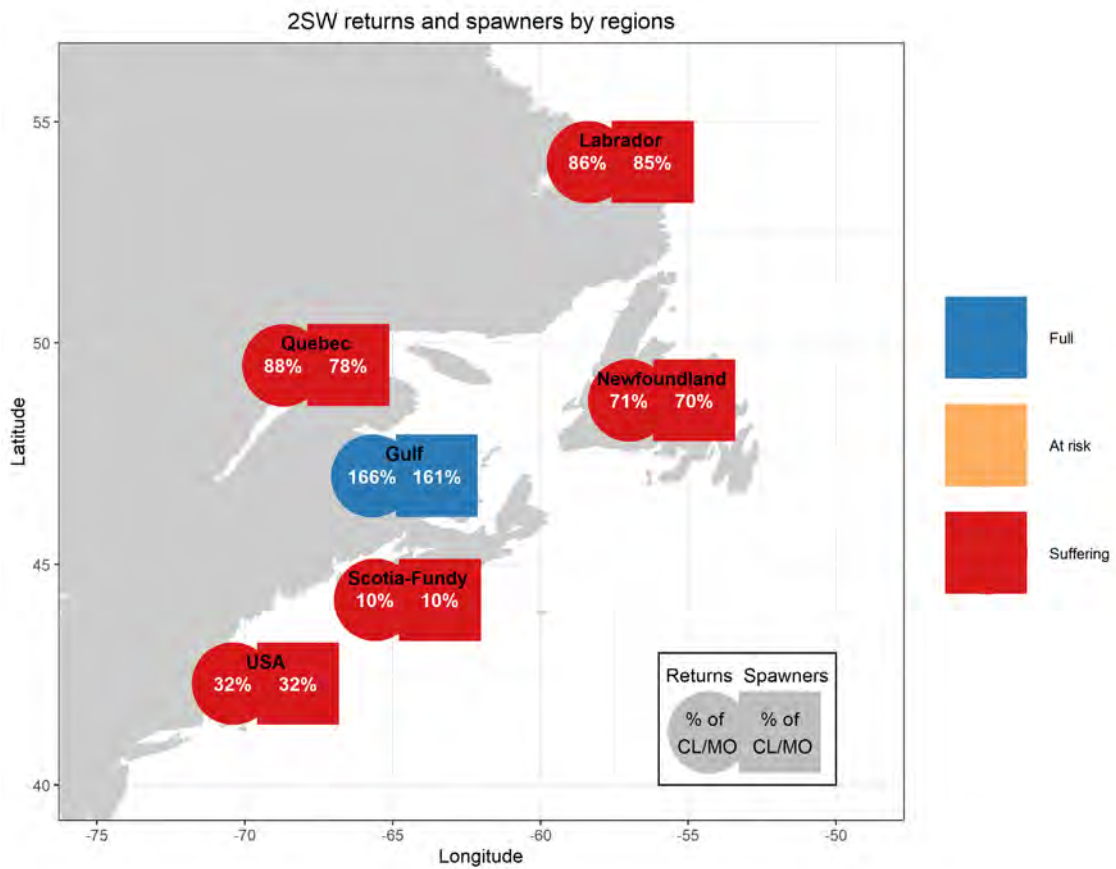 2SW returns and spawners by regions
55
50
45
40
Latitude
Labrador
86% 85%
Quebec
88% 78%
Newfoundland
71% 70%
Gulf
166% 161%
Scotia-Fundy
10% 10%
USA
32% 32%
Returns Spawners
% of % of
CL/MO CL/MO
-75 -70 -65 -60 -55 -50
Longitude
Full
At risk
Suffering